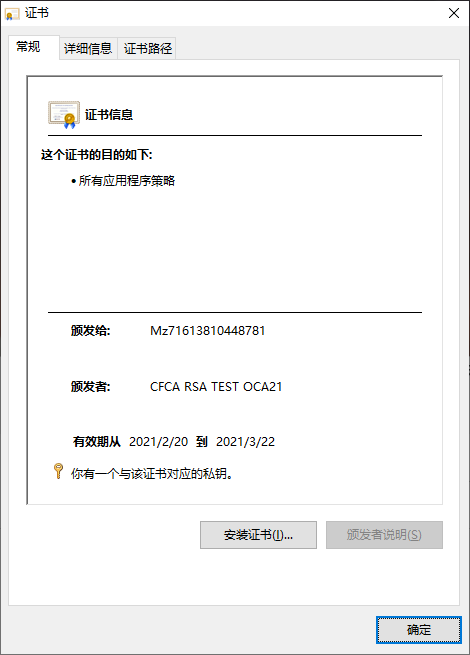 证书
常规 详细信息 证书路径
证书信息
这个证书的目的如下:
• 所有应用程序策略
颁发给: Mz71613810448781
颁发者: CFCA RSA TEST OCA21
有效期从 2021/2/20 到 2021/3/22
你有一个与该证书对应的私钥。
安装证书(I)... 颁发者说明(S)
确定